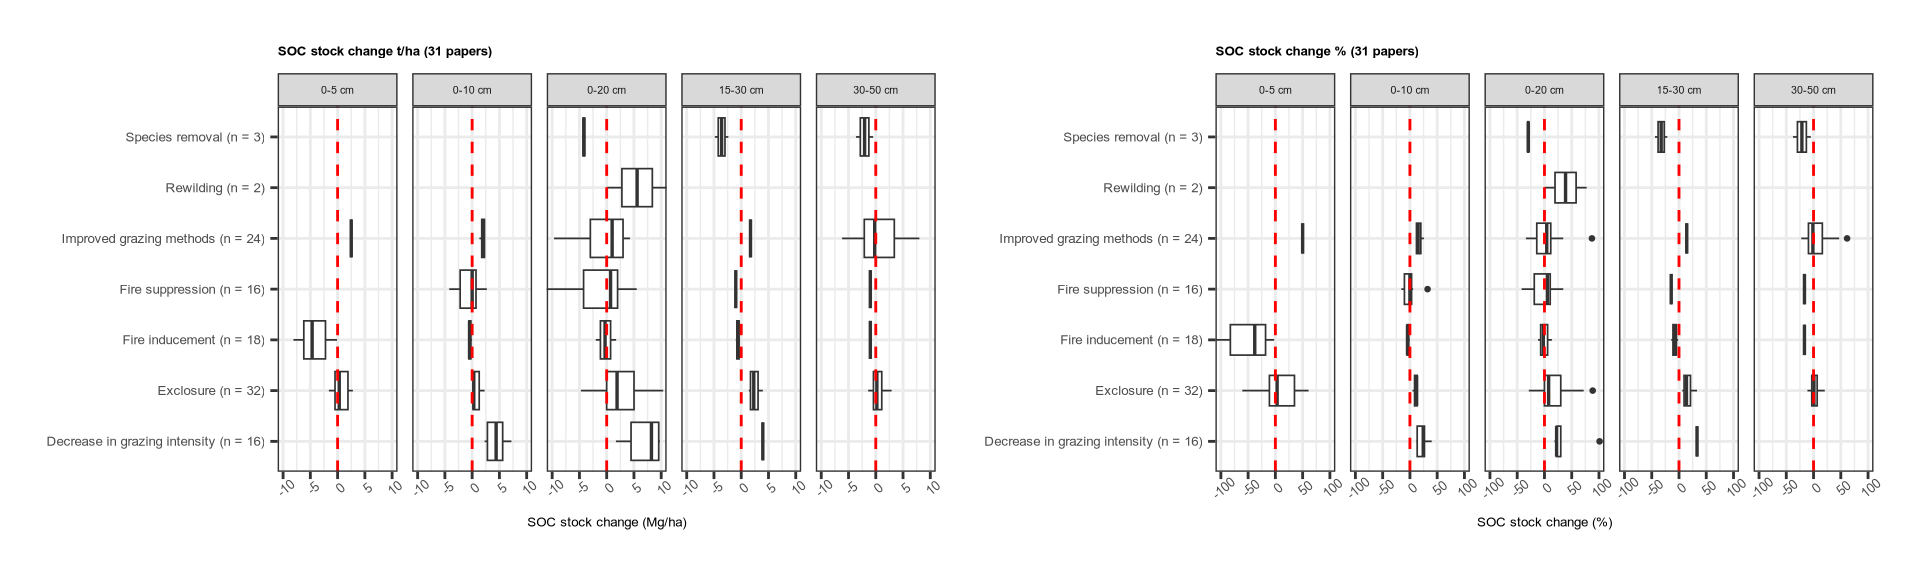 SOC stock change t/ha (31 papers)
0-5 cm
0-10 cm
0-20 cm
15-30 cm
30-50 cm
Species removal (n = 3)
Rewilding (n = 2)
Improved grazing methods (n = 24)
Fire suppression (n = 16)
Fire inducement (n = 18)
Exclosure (n = 32)
Decrease in grazing intensity (n = 16)
-10 -5 0 5 10
-10 -5 0 5 10
-10 -5 0 5 10
-10 -5 0 5 10
-10 -5 0 5 10
SOC stock change (Mg/ha)
SOC stock change % (31 papers)
0-5 cm
0-10 cm
0-20 cm
15-30 cm
30-50 cm
Species removal (n = 3)
Rewilding (n = 2)
Improved grazing methods (n = 24)
Fire suppression (n = 16)
Fire inducement (n = 18)
Exclosure (n = 32)
Decrease in grazing intensity (n = 16)
-100 -50 0 50 100
-100 -50 0 50 100
-100 -50 0 50 100
-100 -50 0 50 100
-100 -50 0 50 100
SOC stock change (%)